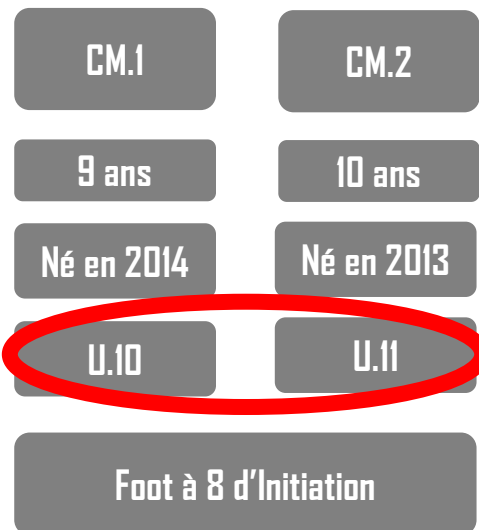 CM.1 CM.2
9 ans 10 ans
Né en 2014 Né en 2013
U.10 U.11
Foot à 8 d'Initiation